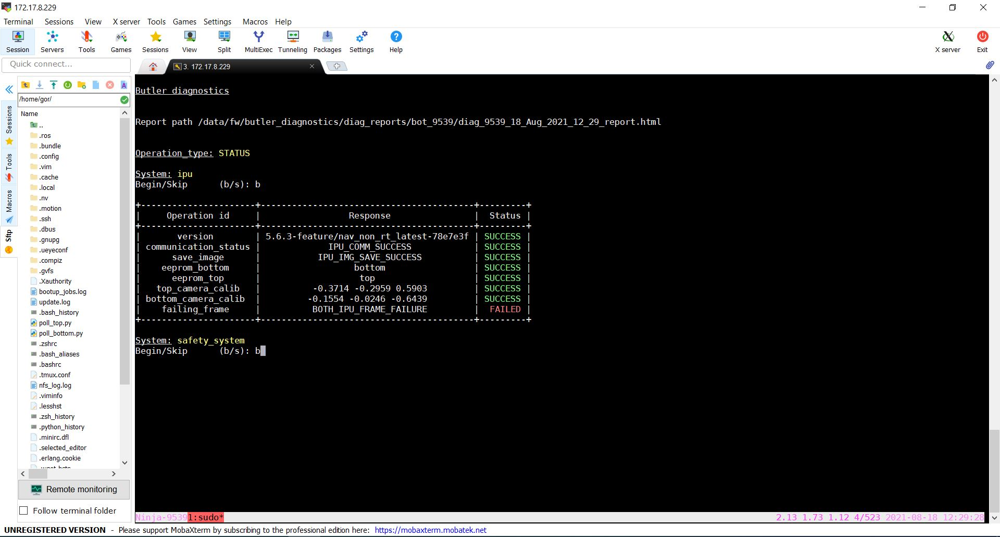 172.17.8.229
Terminal Sessions View X server Tools Games Settings Macros Help
Session Servers Tools Games Sessions View Split MultiExec Tunneling Packages Settings Help X server Exit
Quick connect...
3. 172.17.8.229
Sessions
Tools
Macros
Sftp
/home/gor/
Name
..
.ros
.bundle
.config
.vim
.cache
.local
.nv
.motion
.ssh
.dbus
.gnupg
.ueyeconf
.compiz
.gvfs
.Xauthority
bootup_jobs.log
update.log
.bash_history
poll_top.py
poll_bottom.py
.zshrc
.bash_aliases
.bashrc
.tmux.conf
nfs_log.log
.viminfo
.lesshst
.zsh_history
.python_history
.minirc.dfl
.selected_editor
.erlang.cookie
Remote monitoring
Follow terminal folder
Butler diagnostics
Report path /data/fw/butler_diagnostics/diag_reports/bot_9539/diag_9539_18_Aug_2021_12_29_report.html
Operation_type: STATUS
System: ipu
Begin/Skip (b/s): b
+----------------------+-----------------------------------------+---------+
| Operation id | Response | Status |
+----------------------+-----------------------------------------+---------+
| version | 5.6.3-feature/nav_non_rt_latest-78e7e3f | SUCCESS |
| communication_status | IPU_COMM_SUCCESS | SUCCESS |
| save_image | IPU_IMG_SAVE_SUCCESS | SUCCESS |
| eeprom_bottom | bottom | SUCCESS |
| eeprom_top | top | SUCCESS |
| top_camera_calib | -0.3714 -0.2959 0.5903 | SUCCESS |
| bottom_camera_calib | -0.1554 -0.0246 -0.6439 | SUCCESS |
| failing_frame | BOTH_IPU_FRAME_FAILURE | FAILED |
+----------------------+-----------------------------------------+---------+
System: safety_system
Begin/Skip (b/s): b
Ninja-9539 1:sudo* 2.13 1.73 1.12 4/523 2021-08-18 12:29:28
UNREGISTERED VERSION - Please support MobaXterm by subscribing to the professional edition here: https://mobaxterm.mobatek.net